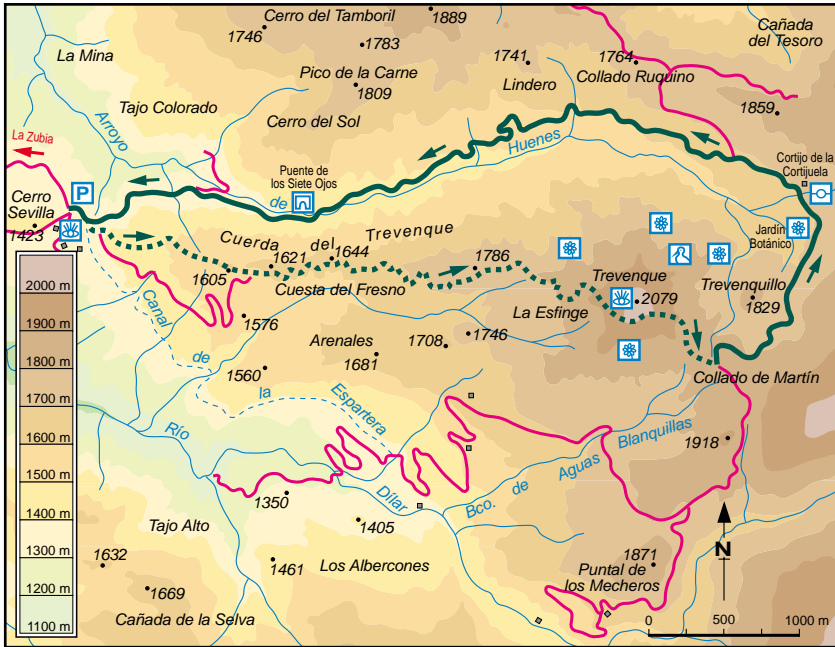 Cerro del Tamboril
1889
1746
1783
Cañada
del Tesoro
La Mina
1741
1764
Pico de la Carne
Lindero
Collado Ruquino
1809
Tajo Colorado
1859
Cerro del Sol
Arroyo
La Zubia
Huenes
Puente de
los Siete Ojos
Cortijo de la
Cortijuela
P
de
Cerro
Sevilla
1423
Jardín
Botánico
Cuerda del Trevenque
1644
1621
1605
1786
Trevenque
Trevenquillo
Cuesta del Fresno
2079
1829
La Esfinge
Canal
de
la
Espartera
1576
Arenales
1708
1746
1681
1560
Collado de Martín
2000 m
1900 m
1800 m
1700 m
1600 m
1500 m
1400 m
1300 m
1200 m
1100 m
Río
Dílar
Bco. de Aguas Blanquillas
1918
1350
Tajo Alto
1405
1632
1461
Los Albercones
1871
Puntal de
los Mecheros
N
1669
Cañada de la Selva
0 500 1000 m